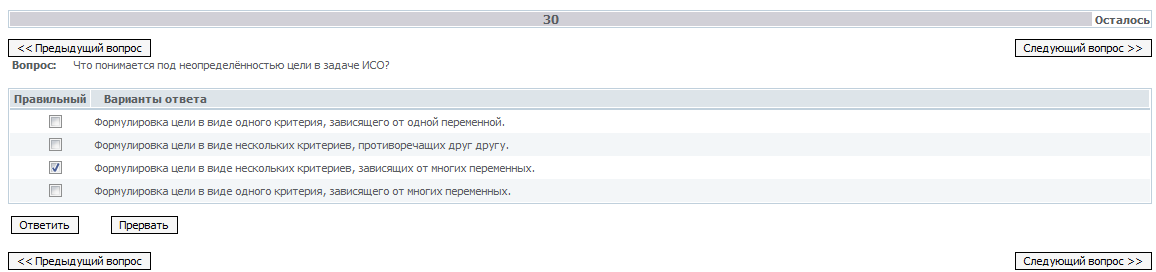 30 Осталось
<< Предыдущий вопрос Следующий вопрос >>
Вопрос: Что понимается под неопределённостью цели в задаче ИСО?
Правильный Варианты ответа
Формулировка цели в виде одного критерия, зависящего от одной переменной.
Формулировка цели в виде нескольких критериев, противоречащих друг другу.
Формулировка цели в виде нескольких критериев, зависящих от многих переменных.
Формулировка цели в виде одного критерия, зависящего от многих переменных.
Ответить Прервать
<< Предыдущий вопрос Следующий вопрос >>